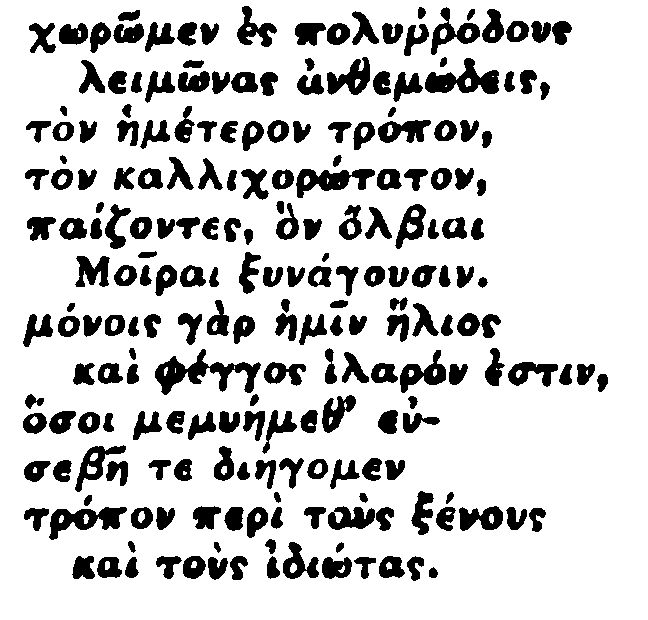 χωρῶμεν ἐς πολυῤῥόδους
λειμῶνας ἀνθεμώδεις,
τὸν ἡμέτερον τρόπον,
τὸν καλλιχορώτατον,
παίζοντες, ὃν ὄλβιαι
Μοῖραι ξυνάγουσιν.
μόνοις γὰρ ἡμῖν ἥλιος
καὶ φέγγος ἱλαρόν ἐστιν,
ὅσοι μεμυήμεθ’ εὐ-
σεβῆ τε διήγομεν
τρόπον περὶ τοὺς ξένους
καὶ τοὺς ἰδιώτας.